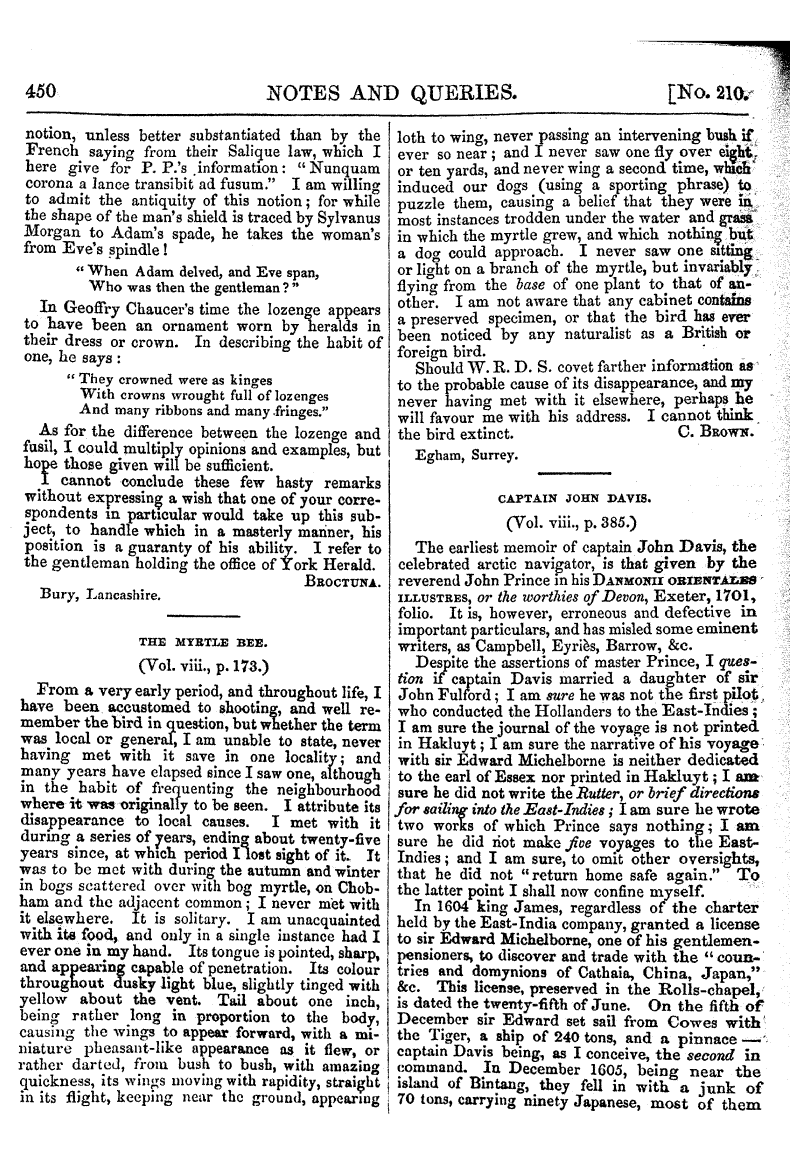 450
NOTES AND QUERIES.
[No. 210.
notion, unless better substantiated than by the
French saying from their Salique law, which I
here give for P. P.'s information: "Nunquam
corona a lance transibit ad fusum." I am willing
to admit the antiquity of this notion; for while
the shape of the man's shield is traced by Sylvanus
Morgan to Adam's spade, he takes the woman's
from Eve's spindle!
"When Adam delved, and Eve span,
Who was then the gentleman?"
In Geoffry Chaucer's time the lozenge appears
to have been an ornament worn by heralds in
their dress or crown. In describing the habit of
one, he says:
"They crowned were as kinges
With crowns wrought full of lozenges
And many ribbons and many fringes."
As for the difference between the lozenge and
fusil, I could multiply opinions and examples, but
hope those given will be sufficient.
I cannot conclude these few hasty remarks
without expressing a wish that one of your corre-
spondents in particular would take up this sub-
ject, to handle which in a masterly manner, his
position is a guaranty of his ability. I refer to
the gentleman holding the office of York Herald.
BROCTUNA.
Bury, Lancashire.
THE MYRTLE BEE.
(Vol. viii., p. 173.)
From a very early period, and throughout life, I
have been accustomed to shooting, and well re-
member the bird in question, but whether the term
was local or general, I am unable to state, never
having met with it save in one locality; and
many years have elapsed since I saw one, although
in the habit of frequenting the neighbourhood
where it was originally to be seen. I attribute its
disappearance to local causes. I met with it
during a series of years, ending about twenty-five
years since, at which period I lost sight of it. It
was to be met with during the autumn and winter
in bogs scattered over with bog myrtle, on Chob-
ham and the adjacent common; I never met with
it elsewhere. It is solitary. I am unacquainted
with its food, and only in a single instance had I
ever one in my hand. Its tongue is pointed, sharp,
and appearing capable of penetration. Its colour
throughout dusky light blue, slightly tinged with
yellow about the vent. Tail about one inch,
being rather long in proportion to the body,
causing the wings to appear forward, with a mi-
niature pheasant-like appearance as it flew, or
rather darted, from bush to bush, with amazing
quickness, its wings moving with rapidity, straight
in its flight, keeping near the ground, appearing
loth to wing, never passing an intervening bush if
ever so near; and I never saw one fly over eight
or ten yards, and never wing a second time, which
induced our dogs (using a sporting phrase) to
puzzle them, causing a belief that they were in
most instances trodden under the water and grass
in which the myrtle grew, and which nothing but
a dog could approach. I never saw one sitting
or light on a branch of the myrtle, but invariably
flying from the base of one plant to that of an-
other. I am not aware that any cabinet contains
a preserved specimen, or that the bird has ever
been noticed by any naturalist as a British or
foreign bird.
Should W. R. D. S. covet farther information as
to the probable cause of its disappearance, and my
never having met with it elsewhere, perhaps he
will favour me with his address. I cannot think
the bird extinct. C. BROWN.
Egham, Surrey.
CAPTAIN JOHN DAVIS.
(Vol. viii., p. 385.)
The earliest memoir of captain John Davis, the
celebrated arctic navigator, is that given by the
reverend John Prince in his DANMONII ORIENTALES
ILLUSTRES, or the worthies of Devon, Exeter, 1701,
folio. It is, however, erroneous and defective in
important particulars, and has misled some eminent
writers, as Campbell, Eyriès, Barrow, &c.
Despite the assertions of master Prince, I ques-
tion if captain Davis married a daughter of sir
John Fulford; I am sure he was not the first pilot
who conducted the Hollanders to the East-Indies;
I am sure the journal of the voyage is not printed
in Hakluyt; I am sure the narrative of his voyage
with sir Edward Michelborne is neither dedicated
to the earl of Essex nor printed in Hakluyt; I am
sure he did not write the Rutter, or brief directions
for sailing into the East-Indies; I am sure he wrote
two works of which Prince says nothing; I am
sure he did not make five voyages to the East-
Indies; and I am sure, to omit other oversights,
that he did not "return home safe again." To
the latter point I shall now confine myself.
In 1604 king James, regardless of the charter
held by the East-India company, granted a license
to sir Edward Michelborne, one of his gentlemen-
pensioners, to discover and trade with the "coun-
tries and domynions of Cathaia, China, Japan,"
&c. This license, preserved in the Rolls-chapel,
is dated the twenty-fifth of June. On the fifth of
December sir Edward set sail from Cowes with
the Tiger, a ship of 240 tons, and a pinnace —
captain Davis being, as I conceive, the second in
command. In December 1605, being near the
island of Bintang, they fell in with a junk of
70 tons, carrying ninety Japanese, most of them